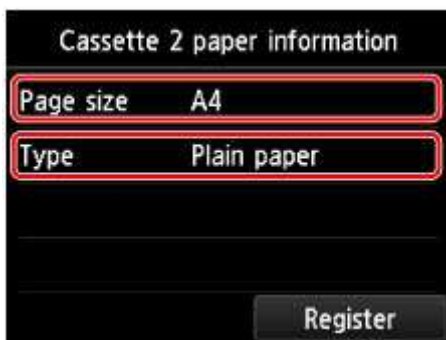 Cassette 2 paper information
Page size A4
Type Plain paper
Register